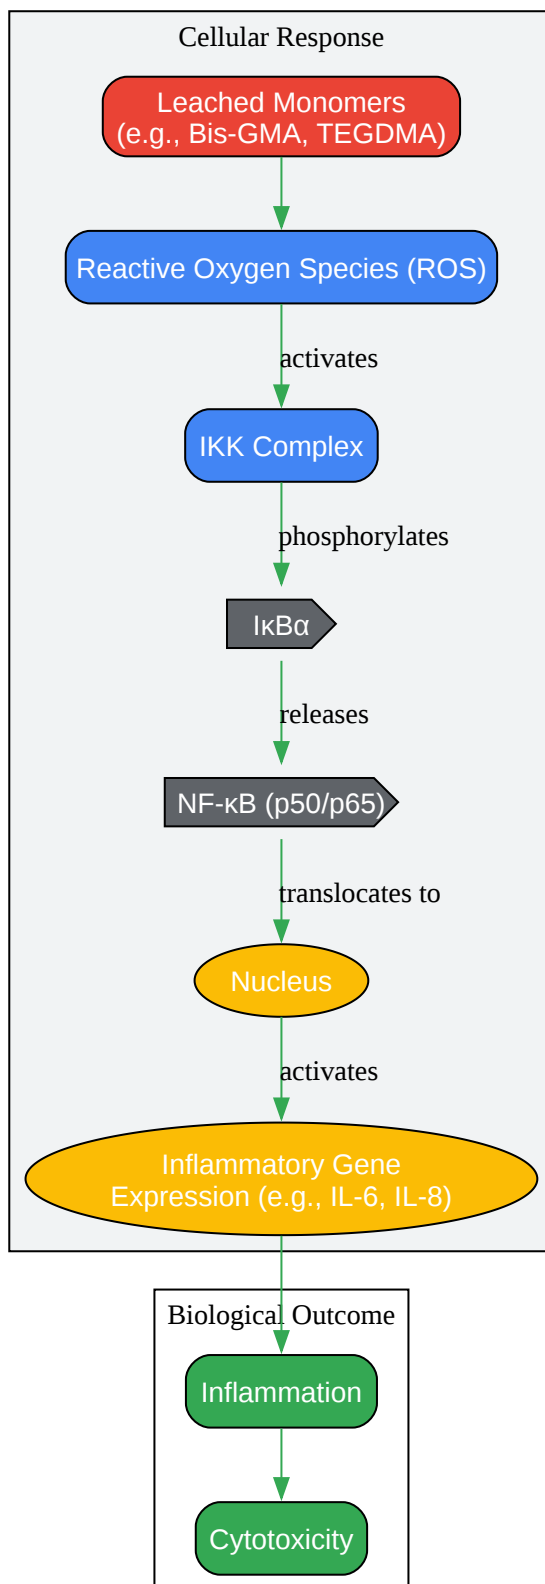 Cellular Response
Leached Monomers
(e.g., Bis-GMA, TEGDMA)
Reactive Oxygen Species (ROS)
activates
IKK Complex
phosphorylates
IκBα
releases
NF-κB (p50/p65)
translocates to
Nucleus
activates
Inflammatory Gene
Expression (e.g., IL-6, IL-8)
Biological Outcome
Inflammation
Cytotoxicity